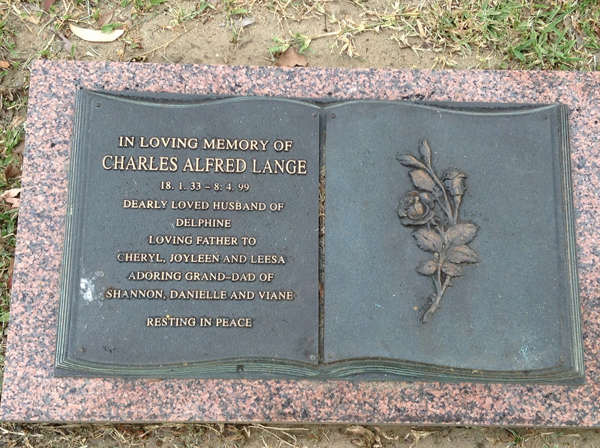 IN LOVING MEMORY OF
CHARLES ALFRED LANGE
18. 1. 33 – 8. 4. 99
DEARLY LOVED HUSBAND OF
DELPHINE
LOVING FATHER TO
CHERYL, JOYLEEN AND LEESA
ADORING GRAND–DAD OF
SHANNON, DANIELLE AND VIANE
RESTING IN PEACE